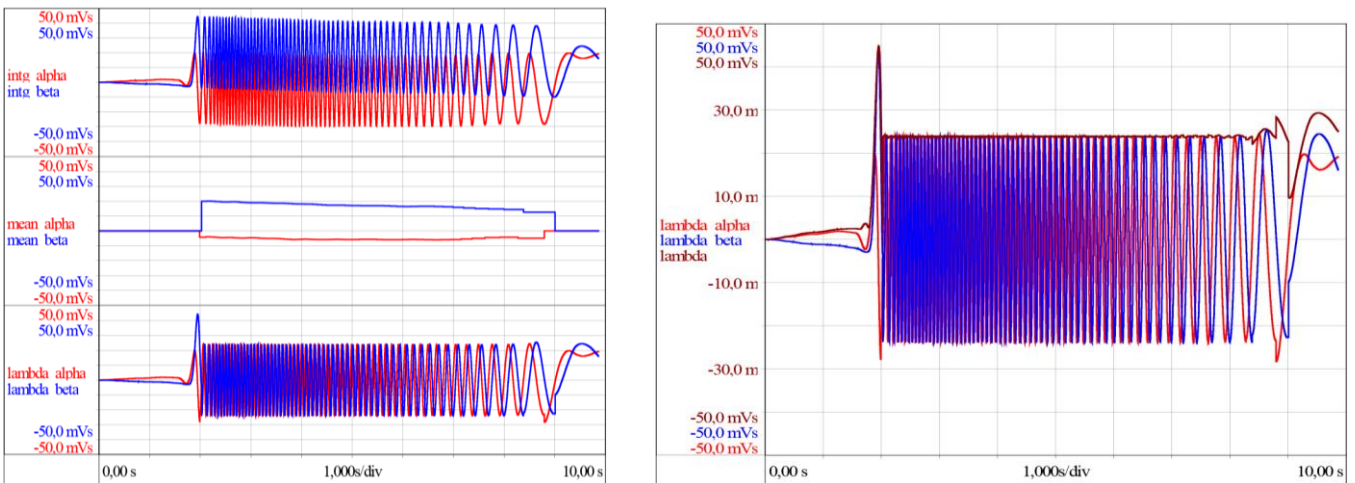 50,0 mVs
50,0 mVs
intg alpha
intg beta
-50,0 mVs
-50,0 mVs
50,0 mVs
50,0 mVs
mean alpha
mean beta
-50,0 mVs
-50,0 mVs
50,0 mVs
50,0 mVs
lambda alpha
lambda beta
-50,0 mVs
-50,0 mVs
0,00 s 1,000s/div 10,00 s
50,0 mVs
50,0 mVs
50,0 mVs
30,0 m
10,0 m
lambda alpha
lambda beta
lambda
-10,0 m
-30,0 m
-50,0 mVs
-50,0 mVs
-50,0 mVs
0,00 s 1,000s/div 10,00 s